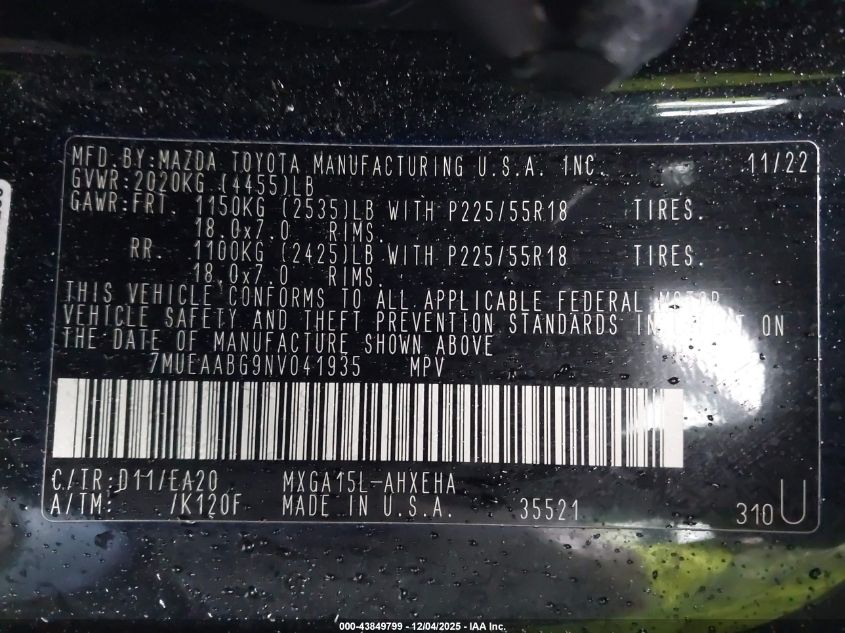 MFD.BY:MAZDA TOYOTA MANUFACTURING U.S.A. INC. 11/22
GVWR:2020KG (4455)LB
GAWR:FRT. 1150KG (2535)LB WITH P225/55R18 TIRES.
18.0x7.0 RIMS.
RR. 1100KG (2425)LB WITH P225/55R18 TIRES.
18.0x7.0 RIMS.
THIS VEHICLE CONFORMS TO ALL APPLICABLE FEDERAL MOTOR
VEHICLE SAFETY AND THEFT PREVENTION STANDARDS IN EFFECT ON
THE DATE OF MANUFACTURE SHOWN ABOVE
7MUEAABG9NV041935 MPV
C/TR:D11/EA20 MXGA15L-AHXEHA
A/TM: /K120F MADE IN U.S.A. 35521 310U
000-43849799 - 12/04/2025 - IAA Inc.